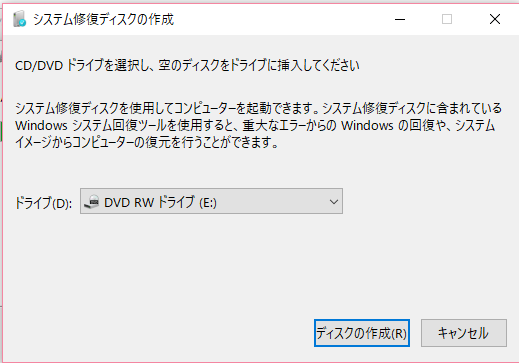 システム修復ディスクの作成
CD/DVD ドライブを選択し、空のディスクをドライブに挿入してください
システム修復ディスクを使用してコンピューターを起動できます。システム修復ディスクに含まれている
Windows システム回復ツールを使用すると、重大なエラーからの Windows の回復や、システム
イメージからコンピューターの復元を行うことができます。
ドライブ(D): DVD RW ドライブ (E:)
ディスクの作成(R) キャンセル